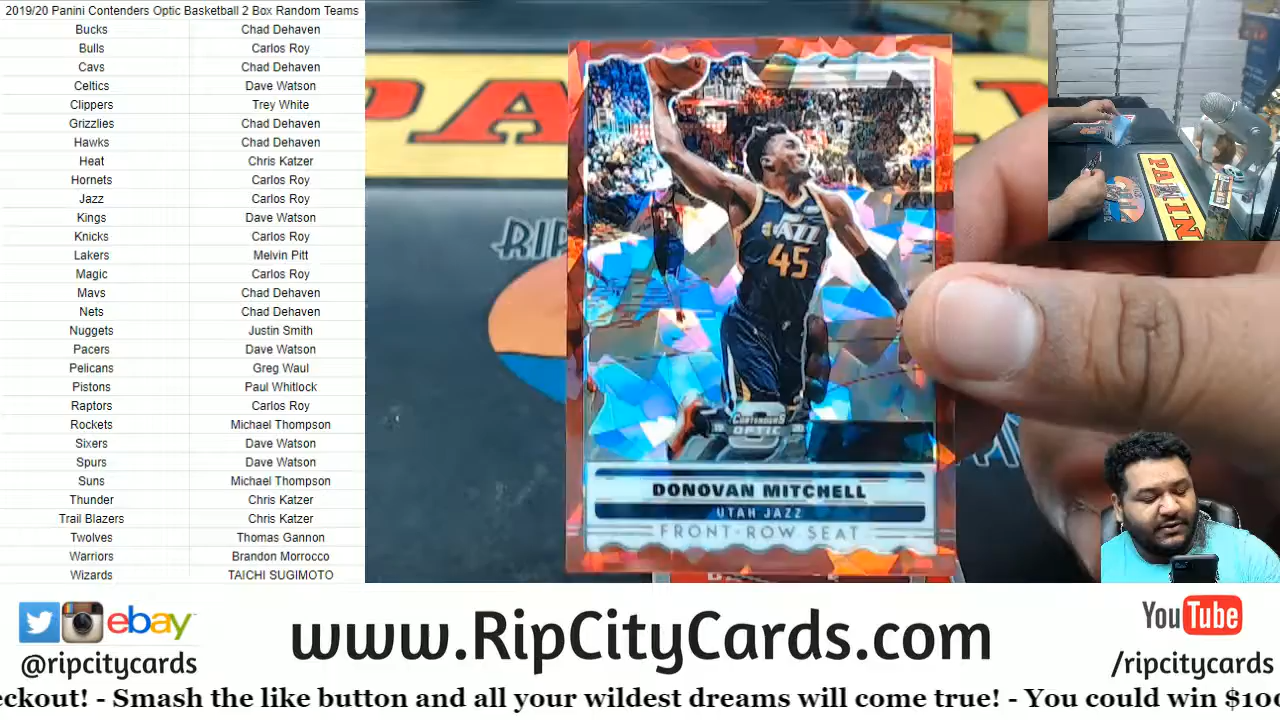 2019/20 Panini Contenders Optic Basketball 2 Box Random Teams
Bucks Chad Dehaven
Bulls Carlos Roy
Cavs Chad Dehaven
Celtics Dave Watson
Clippers Trey White
Grizzlies Chad Dehaven
Hawks Chad Dehaven
Heat Chris Katzer
Hornets Carlos Roy
Jazz Carlos Roy
Kings Dave Watson
Knicks Carlos Roy
Lakers Melvin Pitt
Magic Carlos Roy
Mavs Chad Dehaven
Nets Chad Dehaven
Nuggets Justin Smith
Pacers Dave Watson
Pelicans Greg Waul
Pistons Paul Whitlock
Raptors Carlos Roy
Rockets Michael Thompson
Sixers Dave Watson
Spurs Dave Watson
Suns Michael Thompson
Thunder Chris Katzer
Trail Blazers Chris Katzer
Twolves Thomas Gannon
Warriors Brandon Morrocco
Wizards TAICHI SUGIMOTO
PA
RIP
JAZZ
45
CONTENDERS
OPTIC
DONOVAN MITCHELL
UTAH JAZZ
FRONT-ROW SEAT
PANINI
ebay
@ripcitycards
www.RipCityCards.com
YouTube
/ripcitycards
eckout! - Smash the like button and all your wildest dreams will come true! - You could win $100